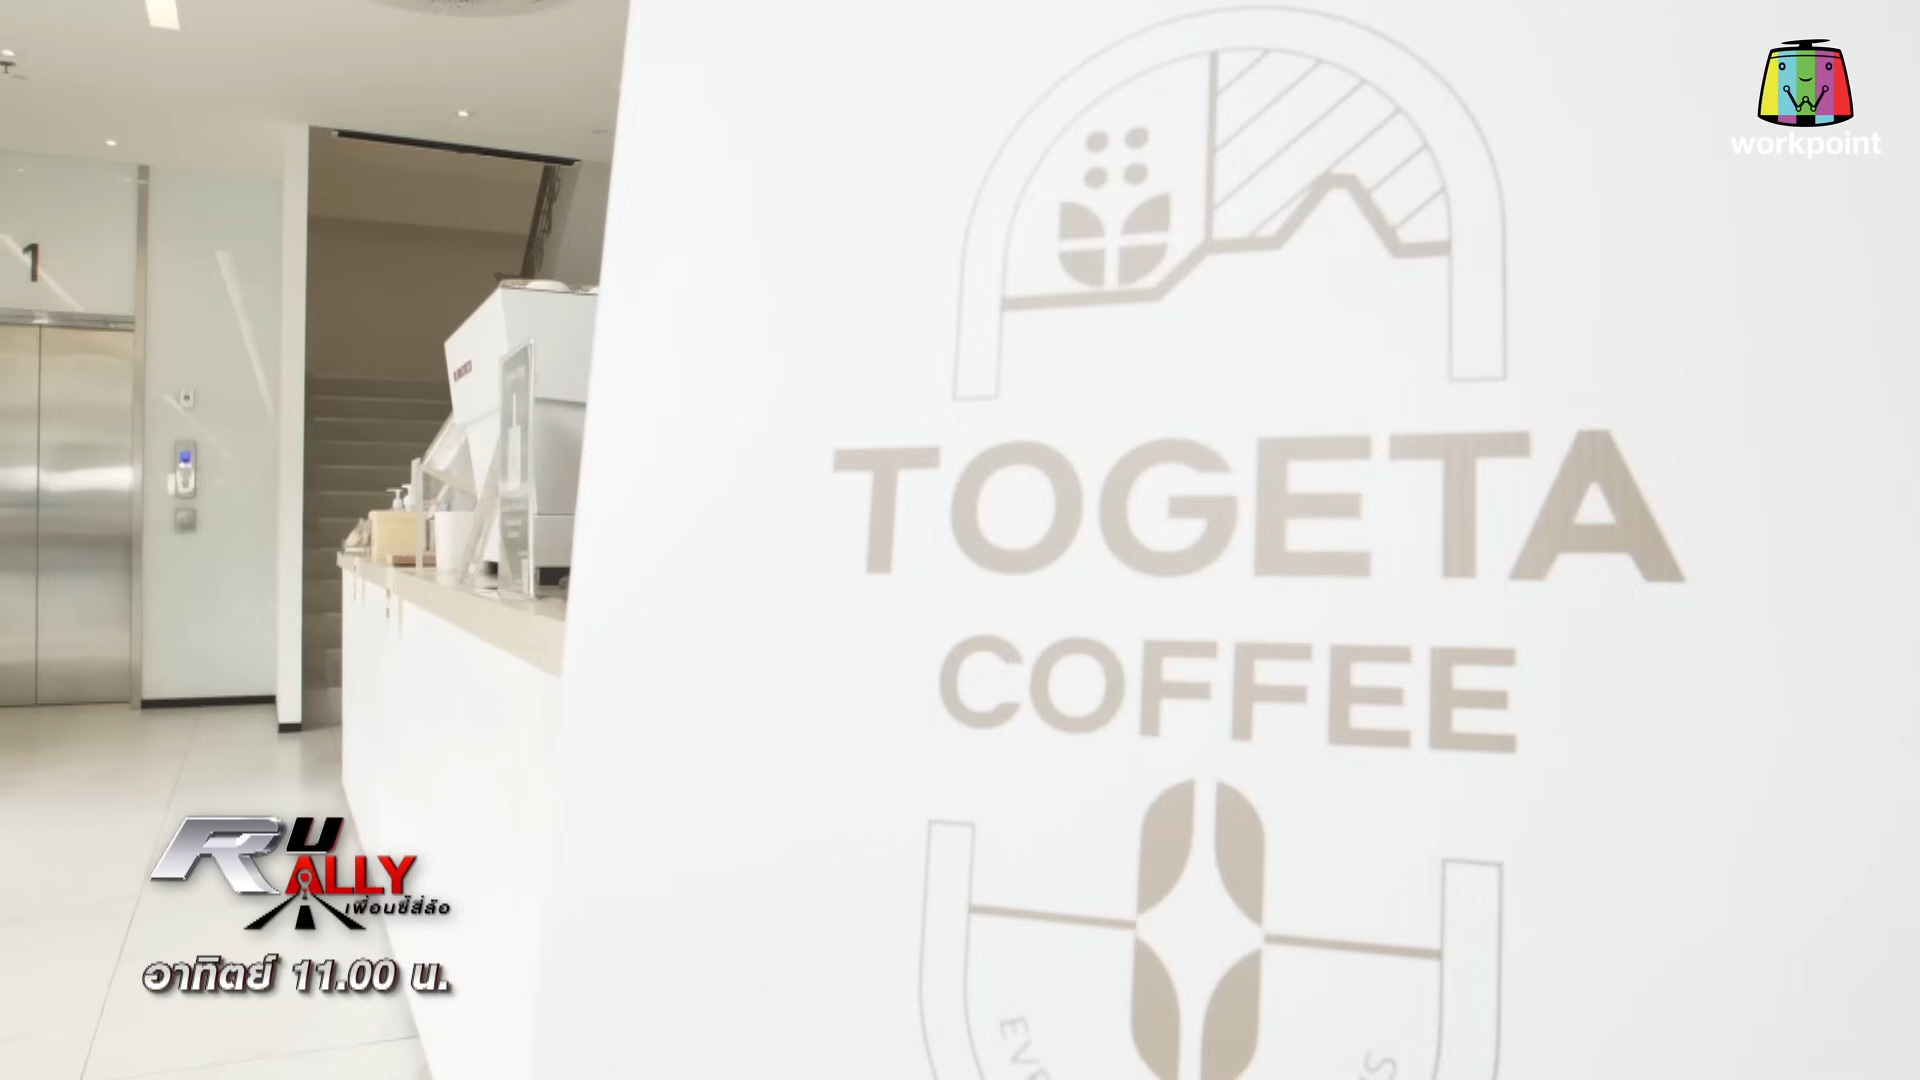 workpoint
1
TOGETA
COFFEE
RU
RALLY
เพื่อนซี้สี่ล้อ
อาทิตย์ 11.00 น.